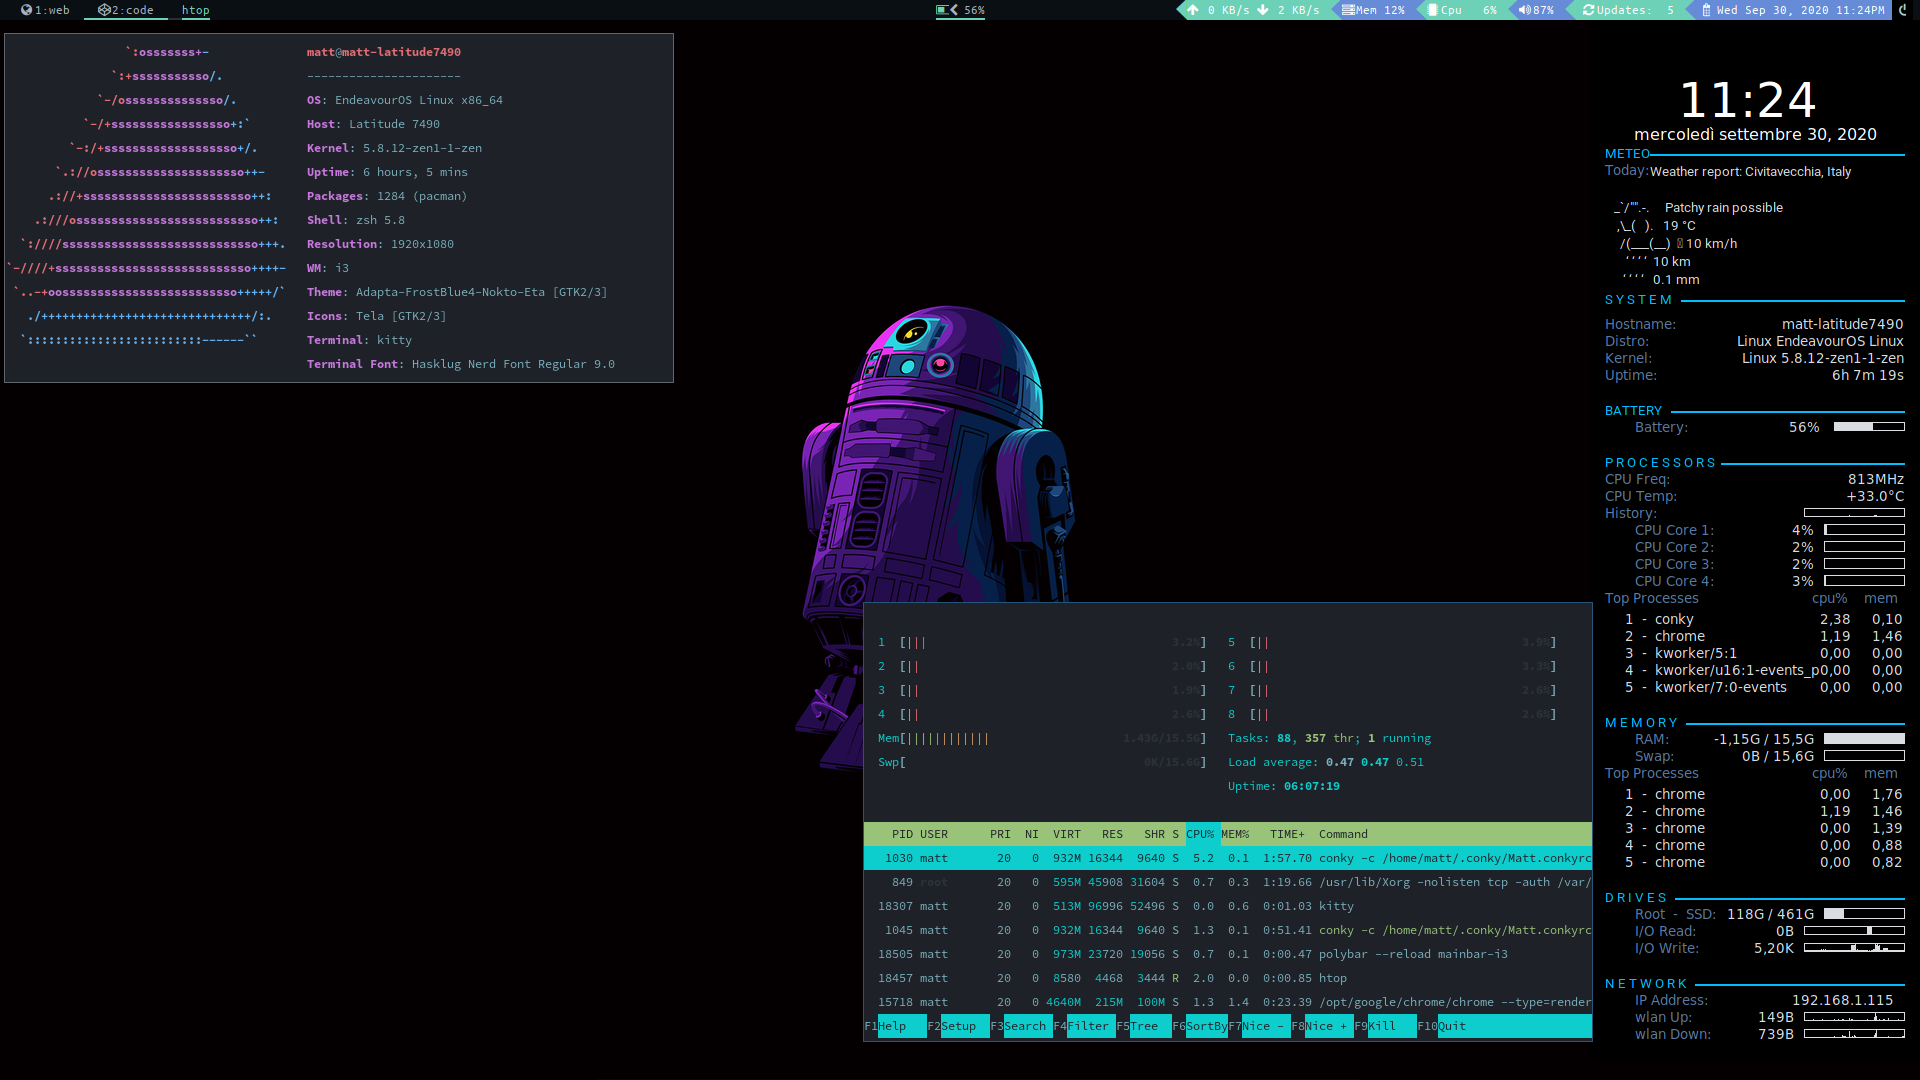 1:web 2:code htop 56% 0 KB/s 2 KB/s Mem 12% Cpu 6% 87% Updates: 5 Wed Sep 30, 2020 11:24PM
matt@matt-latitude7490
----------------------
OS: EndeavourOS Linux x86_64
Host: Latitude 7490
Kernel: 5.8.12-zen1-1-zen
Uptime: 6 hours, 5 mins
Packages: 1284 (pacman)
Shell: zsh 5.8
Resolution: 1920x1080
WM: i3
Theme: Adapta-FrostBlue4-Nokto-Eta [GTK2/3]
Icons: Tela [GTK2/3]
Terminal: kitty
Terminal Font: Hasklug Nerd Font Regular 9.0
11:24
mercoledì settembre 30, 2020
METEO
Today: Weather report: Civitavecchia, Italy
Patchy rain possible
19 °C
10 km/h
10 km
0.1 mm
SYSTEM
Hostname: matt-latitude7490
Distro: Linux EndeavourOS Linux
Kernel: Linux 5.8.12-zen1-1-zen
Uptime: 6h 7m 19s
BATTERY
Battery: 56%
PROCESSORS
CPU Freq: 813MHz
CPU Temp: +33.0°C
History:
CPU Core 1: 4%
CPU Core 2: 2%
CPU Core 3: 2%
CPU Core 4: 3%
Top Processes cpu% mem
1 - conky 2,38 0,10
2 - chrome 1,19 1,46
3 - kworker/5:1 0,00 0,00
4 - kworker/u16:1-events_p0,00 0,00
5 - kworker/7:0-events 0,00 0,00
MEMORY
RAM: -1,15G / 15,5G
Swap: 0B / 15,6G
Top Processes cpu% mem
1 - chrome 0,00 1,76
2 - chrome 1,19 1,46
3 - chrome 0,00 1,39
4 - chrome 0,00 0,88
5 - chrome 0,00 0,82
DRIVES
Root - SSD: 118G / 461G
I/O Read: 0B
I/O Write: 5,20K
NETWORK
IP Address: 192.168.1.115
wlan Up: 149B
wlan Down: 739B
1 [||| 3.2%] 5 [|| 3.9%]
2 [|| 2.0%] 6 [|| 3.3%]
3 [|| 1.9%] 7 [|| 2.6%]
4 [|| 2.6%] 8 [|| 2.6%]
Mem[|||||||||||| 1.43G/15.5G] Tasks: 88, 357 thr; 1 running
Swp[ 0K/15.6G] Load average: 0.47 0.47 0.51
Uptime: 06:07:19
PID USER PRI NI VIRT RES SHR S CPU% MEM% TIME+ Command
1030 matt 20 0 932M 16344 9640 S 5.2 0.1 1:57.70 conky -c /home/matt/.conky/Matt.conkyrc
849 root 20 0 595M 45908 31604 S 0.7 0.3 1:19.66 /usr/lib/Xorg -nolisten tcp -auth /var/
18307 matt 20 0 513M 96996 52496 S 0.0 0.6 0:01.03 kitty
1045 matt 20 0 932M 16344 9640 S 1.3 0.1 0:51.41 conky -c /home/matt/.conky/Matt.conkyrc
18505 matt 20 0 973M 23720 19056 S 0.7 0.1 0:00.47 polybar --reload mainbar-i3
18457 matt 20 0 8580 4468 3444 R 2.0 0.0 0:00.85 htop
15718 matt 20 0 4640M 215M 100M S 1.3 1.4 0:23.39 /opt/google/chrome/chrome --type=render
F1Help F2Setup F3Search F4Filter F5Tree F6SortByF7Nice - F8Nice + F9Kill F10Quit